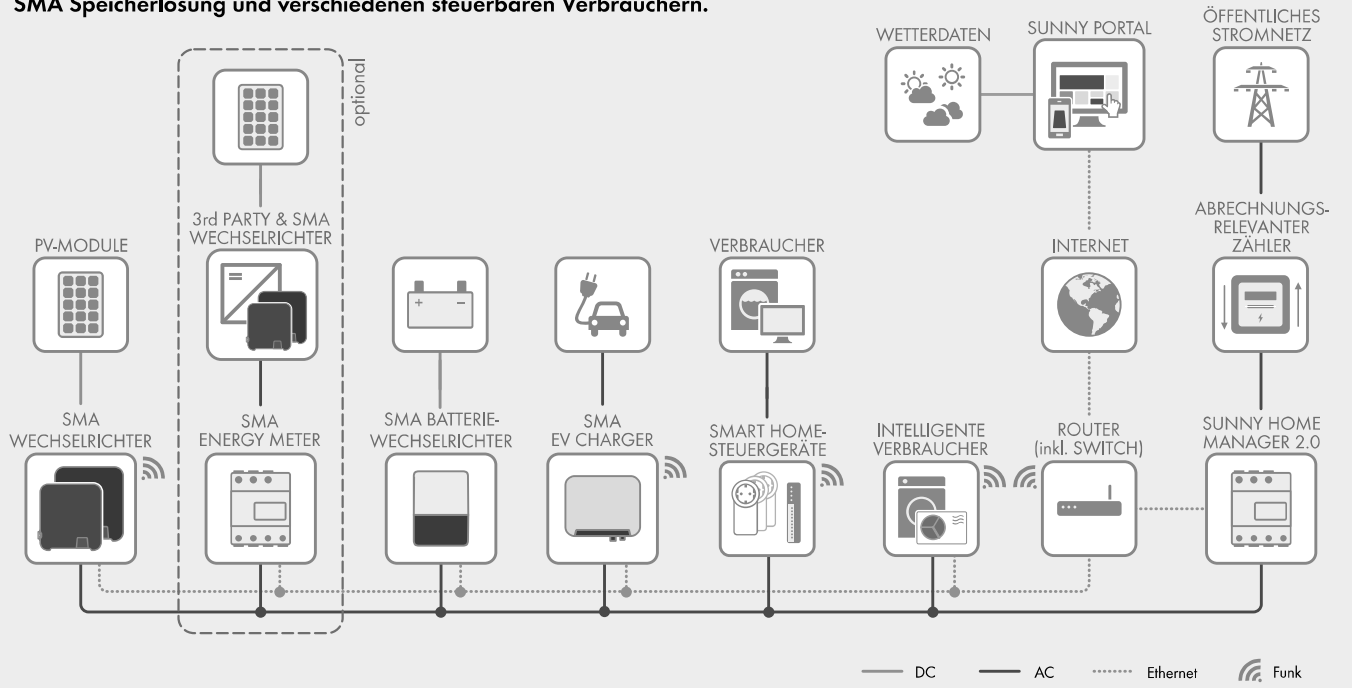 SMA Speicherlösung und verschiedenen steuerbaren Verbrauchern.
optional
WETTERDATEN
SUNNY PORTAL
ÖFFENTLICHES
STROMNETZ
PV-MODULE
3rd PARTY & SMA
WECHSELRICHTER
VERBRAUCHER
INTERNET
ABRECHNUNGS-
RELEVANTER
ZÄHLER
SMA
WECHSELRICHTER
SMA
ENERGY METER
SMA BATTERIE-
WECHSELRICHTER
SMA
EV CHARGER
SMART HOME-
STEUERGERÄTE
INTELLIGENTE
VERBRAUCHER
ROUTER
(inkl. SWITCH)
SUNNY HOME
MANAGER 2.0
DC
AC
Ethernet
Funk